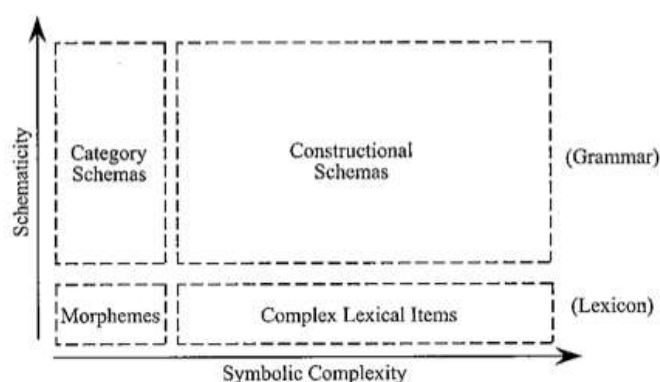 Schematicity
Category
Schemas
Constructional
Schemas
(Grammar)
Morphemes
Complex Lexical Items
(Lexicon)
Symbolic Complexity